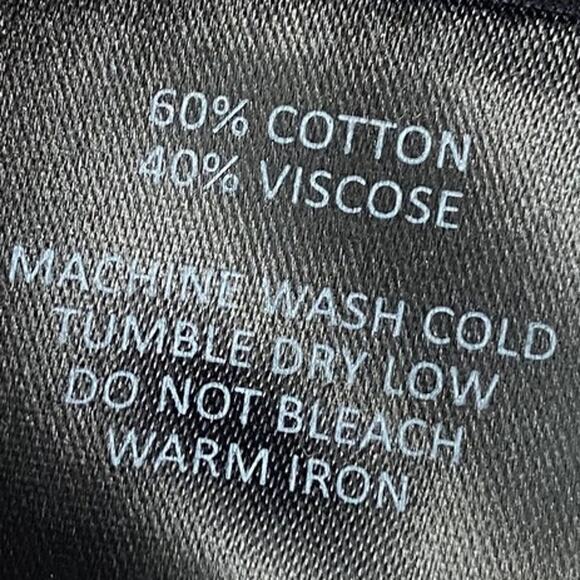 60% COTTON
40% VISCOSE
MACHINE WASH COLD
TUMBLE DRY LOW
DO NOT BLEACH
WARM IRON